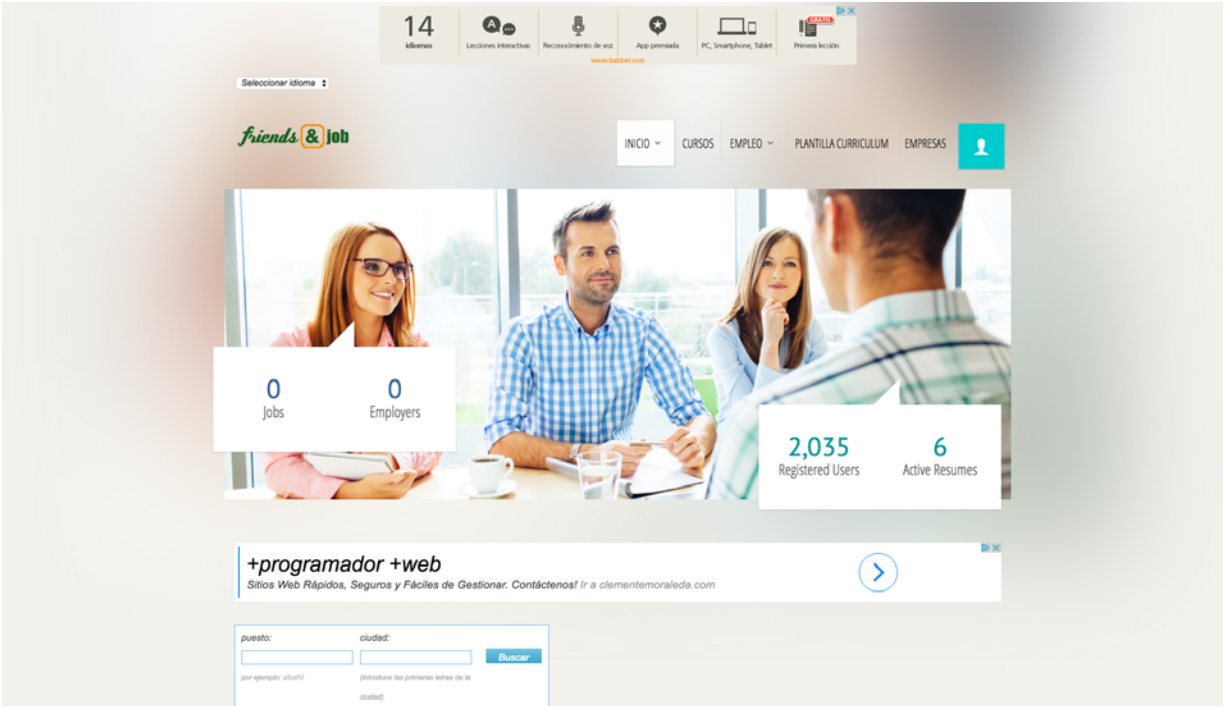 14
idiomas
Lecciones interactivas
Reconocimiento de voz
App premiada
PC, Smartphone, Tablet
GRATIS
Primera lección
www.babbel.com
Seleccionar idioma
friends & job
INICIO
CURSOS
EMPLEO
PLANTILLA CURRICULUM
EMPRESAS
0
Jobs
0
Employers
2,035
Registered Users
6
Active Resumes
+programador +web
Sitios Web Rápidos, Seguros y Fáciles de Gestionar. Contáctenos! Ir a clementemoraleda.com
puesto:
ciudad:
Buscar
por ejemplo: albañil
(introduce las primeras letras de la
ciudad)